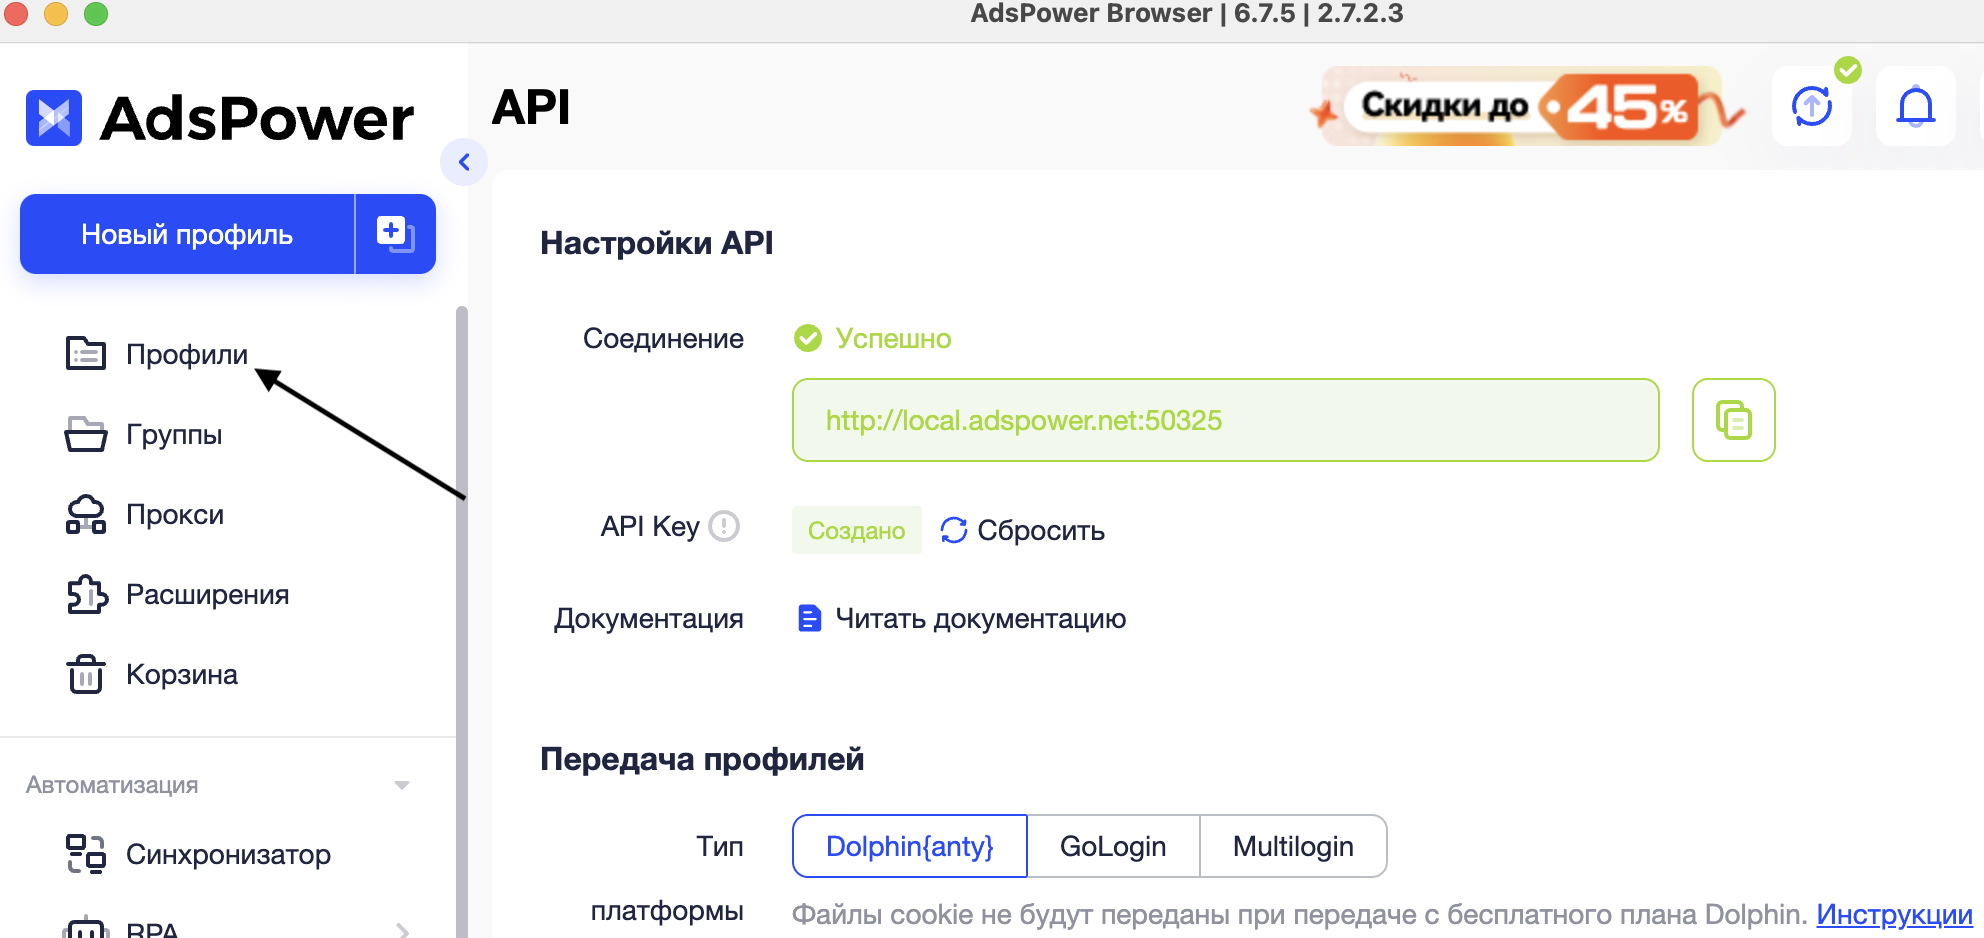 AdsPower Browser | 6.7.5 | 2.7.2.3
AdsPower
API
Скидки до 45%
Новый профиль
Профили
Группы
Прокси
Расширения
Корзина
Автоматизация
Синхронизатор
RPA
Настройки API
Соединение
Успешно
http://local.adspower.net:50325
API Key
Создано
Сбросить
Документация
Читать документацию
Передача профилей
Тип платформы
Dolphin{anty}
GoLogin
Multilogin
Файлы cookie не будут переданы при передаче с бесплатного плана Dolphin. Инструкции